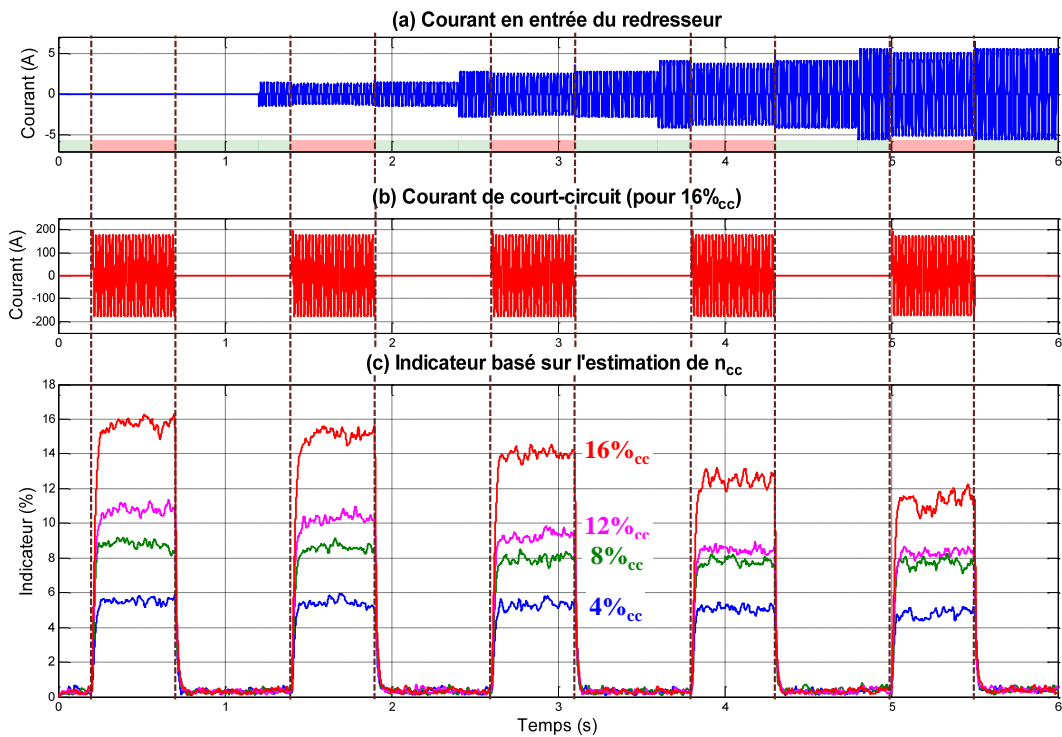 (a) Courant en entrée du redresseur
Courant (A)
5
0
-5
0 1 2 3 4 5 6
(b) Courant de court-circuit (pour 16%cc)
Courant (A)
200
100
0
-100
-200
0 1 2 3 4 5 6
(c) Indicateur basé sur l'estimation de ncc
Indicateur (%)
18
16
14
12
10
8
6
4
2
0
16%cc
12%cc
8%cc
4%cc
0 1 2 3 4 5 6
Temps (s)